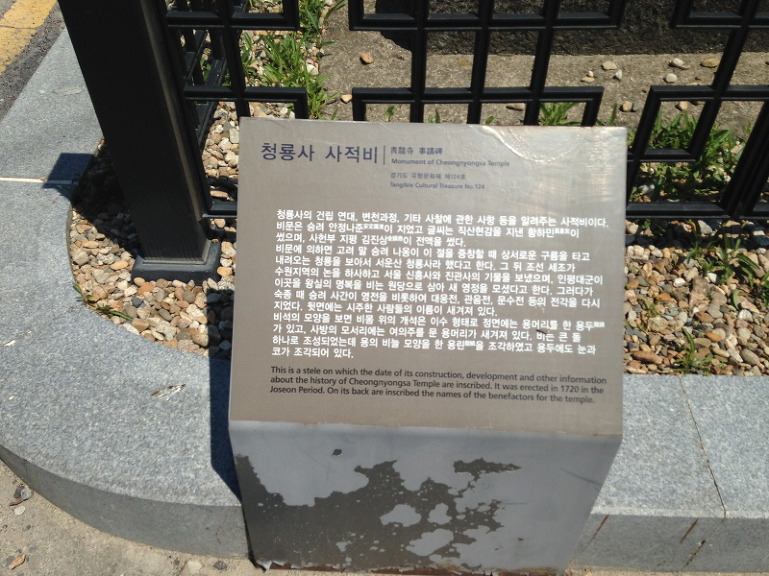 청룡사 사적비
靑龍寺 事蹟碑
Monument of Cheongnyongsa Temple
경기도 유형문화재 제124호
Tangible Cultural Treasure No.124
청룡사의 건립 연대, 변천과정, 기타 사찰에 관한 사항 등을 알려주는 사적비이다.
비문은 승려 안정나준이 지었고 글씨는 직산현감을 지낸 황하민이
썼으며, 사헌부 지평 김진상이 전액을 썼다.
비문에 의하면 고려 말 승려 나옹이 이 절을 중창할 때 상서로운 구름을 타고
내려오는 청룡을 보아서 서운산 청룡사라 했다고 한다. 그 뒤 조선 세조가
수원지역의 논을 하사하고 서울 신흥사와 진관사의 기물을 보냈으며, 인평대군이
이곳을 왕실의 명복을 비는 원당으로 삼아 새 영정을 모셨다고 한다. 그러다가
숙종 때 승려 사간이 영전을 비롯하여 대웅전, 관음전, 문수전 등의 전각을 다시
지었다. 뒷면에는 시주한 사람들의 이름이 새겨져 있다.
비석의 모양을 보면 비몸 위의 개석은 이수 형태로 정면에는 용머리를 한 용두
가 있고, 사방의 모서리에는 여의주를 문 용머리가 새겨져 있다. 비는 큰 돌
하나로 조성되었는데 용의 비늘 모양을 한 용린을 조각하였고 용두에도 눈과
코가 조각되어 있다.
This is a stele on which the date of its construction, development and other information
about the history of Cheongnyongsa Temple are inscribed. It was erected in 1720 in the
Joseon Period. On its back are inscribed the names of the benefactors for the temple.